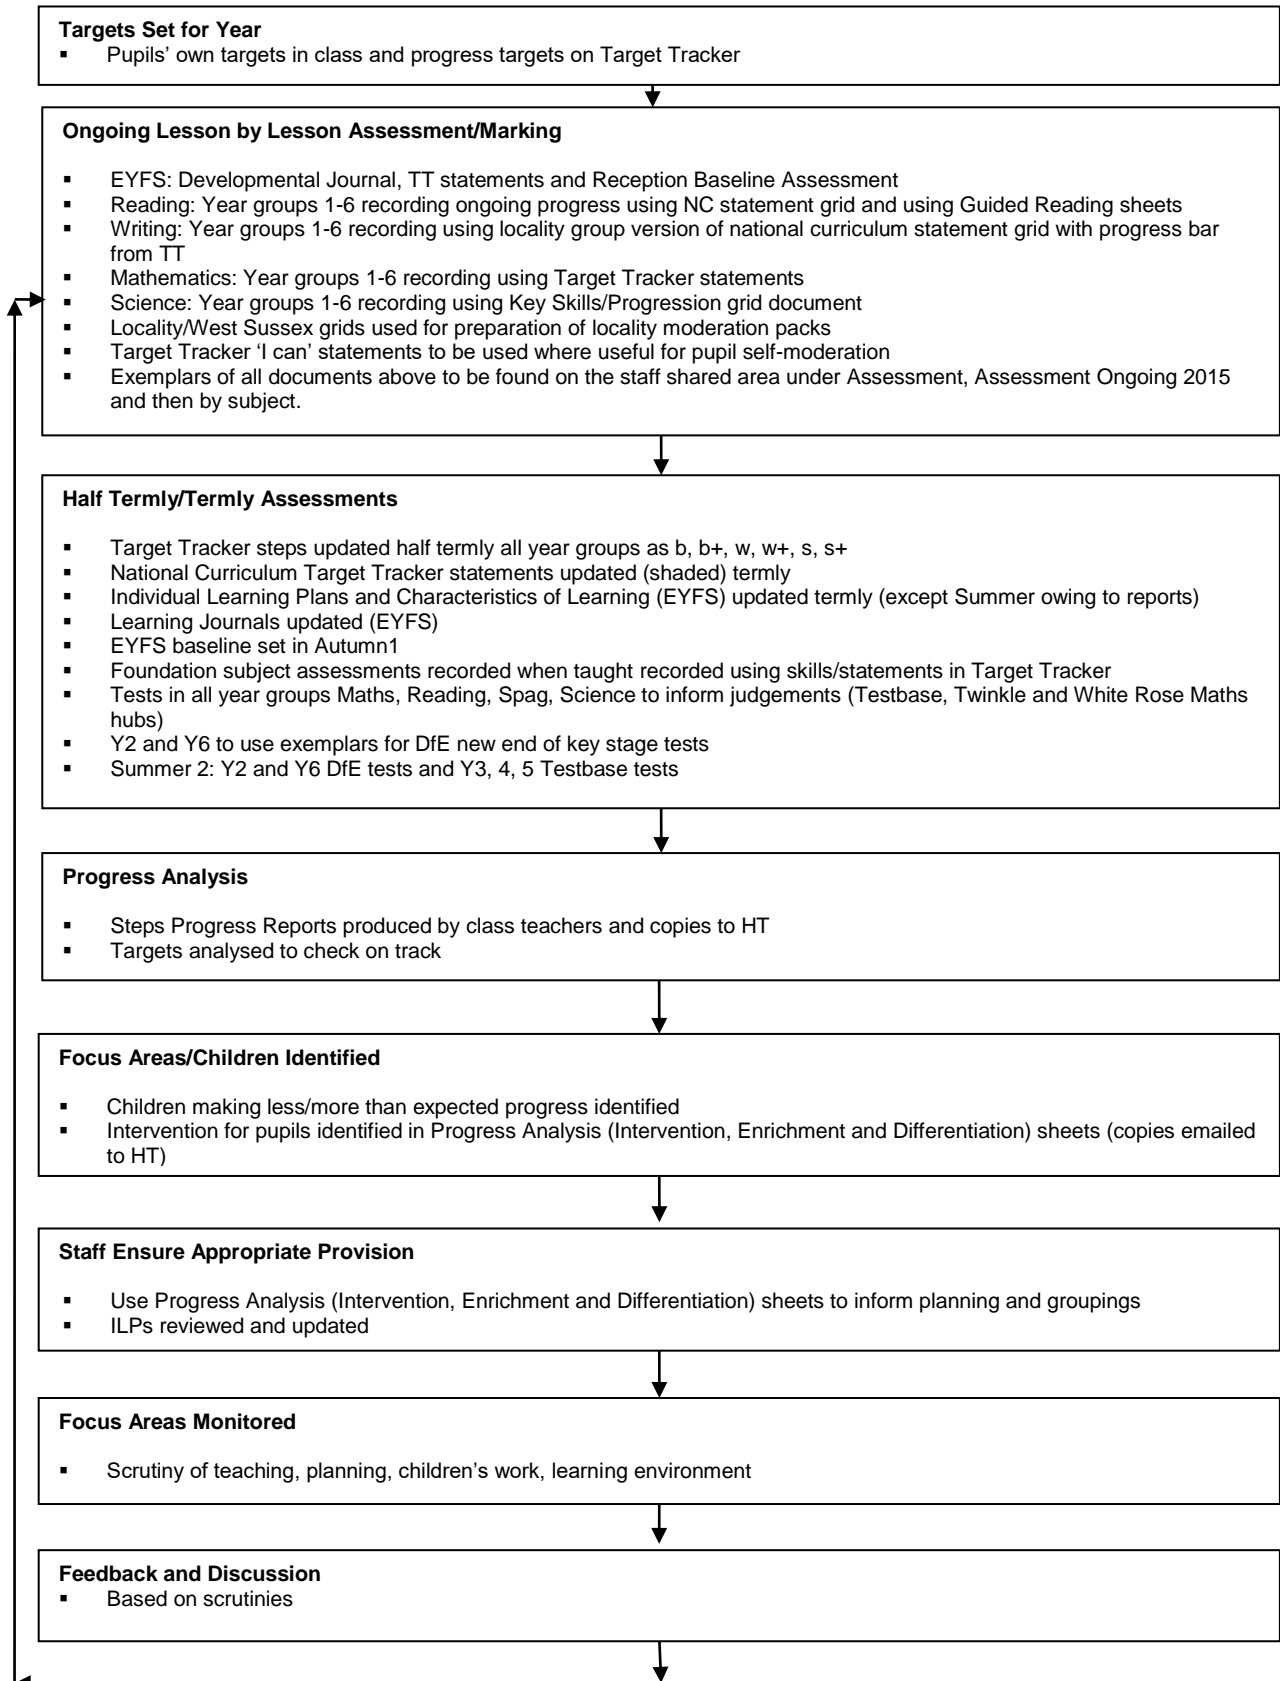 Targets Set for Year
▪ Pupils’ own targets in class and progress targets on Target Tracker
Ongoing Lesson by Lesson Assessment/Marking
▪ EYFS: Developmental Journal, TT statements and Reception Baseline Assessment
▪ Reading: Year groups 1-6 recording ongoing progress using NC statement grid and using Guided Reading sheets
▪ Writing: Year groups 1-6 recording using locality group version of national curriculum statement grid with progress bar
from TT
▪ Mathematics: Year groups 1-6 recording using Target Tracker statements
▪ Science: Year groups 1-6 recording using Key Skills/Progression grid document
▪ Locality/West Sussex grids used for preparation of locality moderation packs
▪ Target Tracker ‘I can’ statements to be used where useful for pupil self-moderation
▪ Exemplars of all documents above to be found on the staff shared area under Assessment, Assessment Ongoing 2015
and then by subject.
Half Termly/Termly Assessments
▪ Target Tracker steps updated half termly all year groups as b, b+, w, w+, s, s+
▪ National Curriculum Target Tracker statements updated (shaded) termly
▪ Individual Learning Plans and Characteristics of Learning (EYFS) updated termly (except Summer owing to reports)
▪ Learning Journals updated (EYFS)
▪ EYFS baseline set in Autumn1
▪ Foundation subject assessments recorded when taught recorded using skills/statements in Target Tracker
▪ Tests in all year groups Maths, Reading, Spag, Science to inform judgements (Testbase, Twinkle and White Rose Maths
hubs)
▪ Y2 and Y6 to use exemplars for DfE new end of key stage tests
▪ Summer 2: Y2 and Y6 DfE tests and Y3, 4, 5 Testbase tests
Progress Analysis
▪ Steps Progress Reports produced by class teachers and copies to HT
▪ Targets analysed to check on track
Focus Areas/Children Identified
▪ Children making less/more than expected progress identified
▪ Intervention for pupils identified in Progress Analysis (Intervention, Enrichment and Differentiation) sheets (copies emailed
to HT)
Staff Ensure Appropriate Provision
▪ Use Progress Analysis (Intervention, Enrichment and Differentiation) sheets to inform planning and groupings
▪ ILPs reviewed and updated
Focus Areas Monitored
▪ Scrutiny of teaching, planning, children’s work, learning environment
Feedback and Discussion
▪ Based on scrutinies